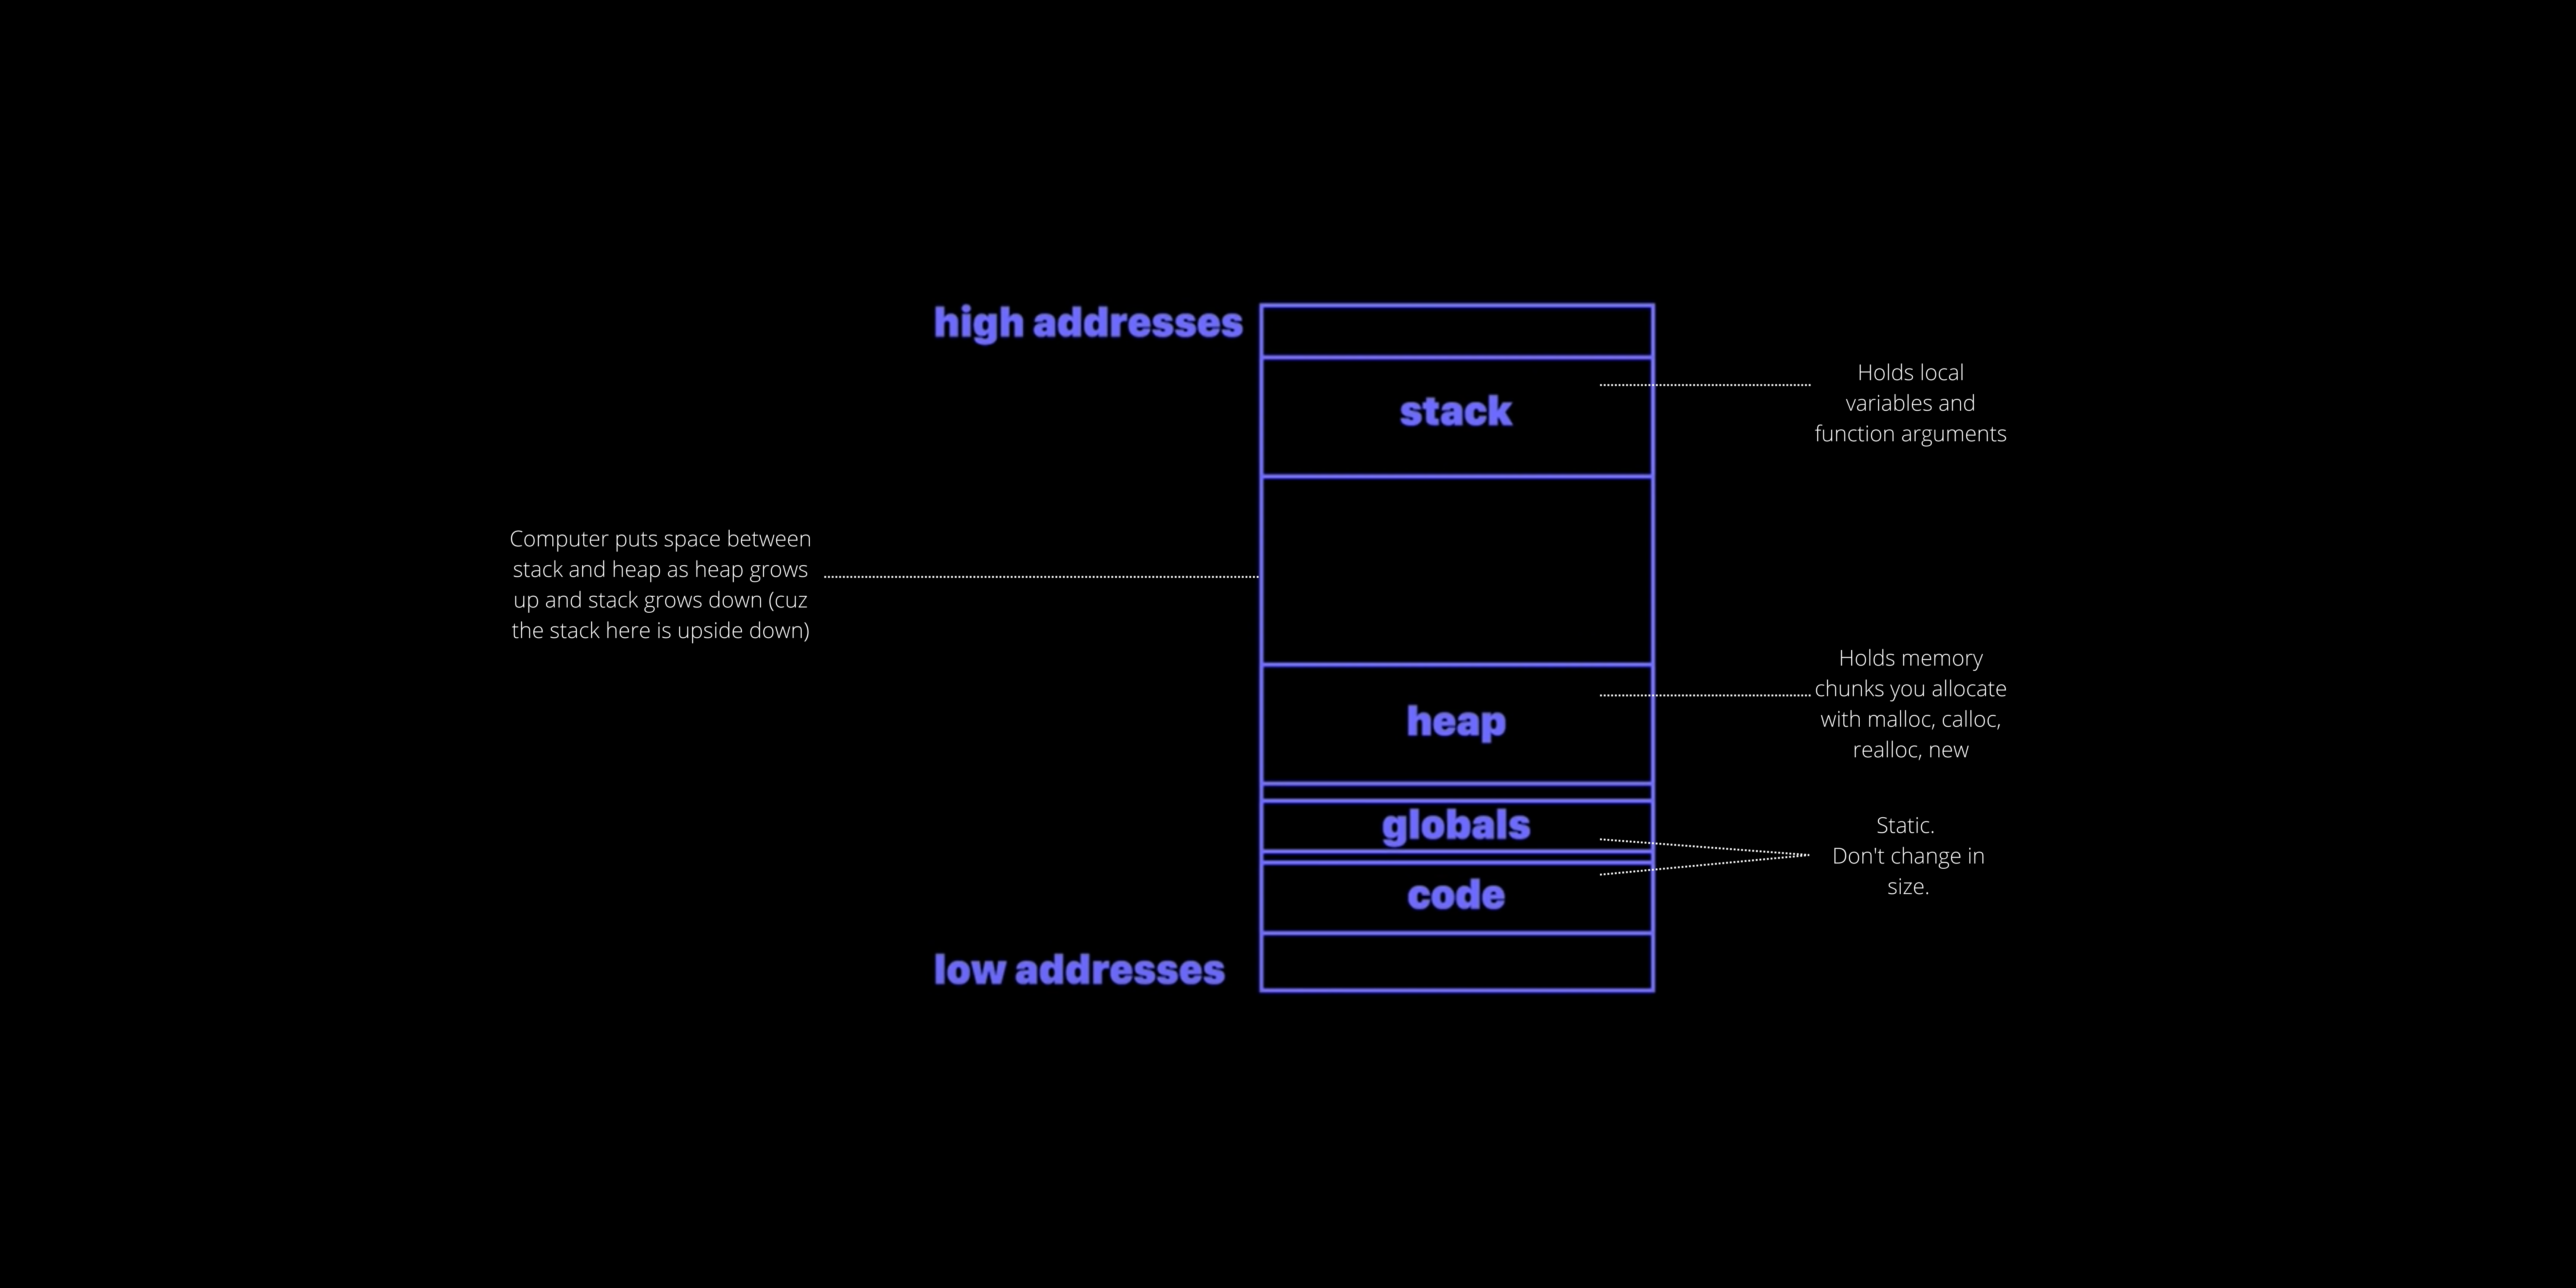 high addresses
stack
Holds local
variables and
function arguments
Computer puts space between
stack and heap as heap grows
up and stack grows down (cuz
the stack here is upside down)
heap
Holds memory
chunks you allocate
with malloc, calloc,
realloc, new
globals
Static.
Don't change in
size.
code
low addresses